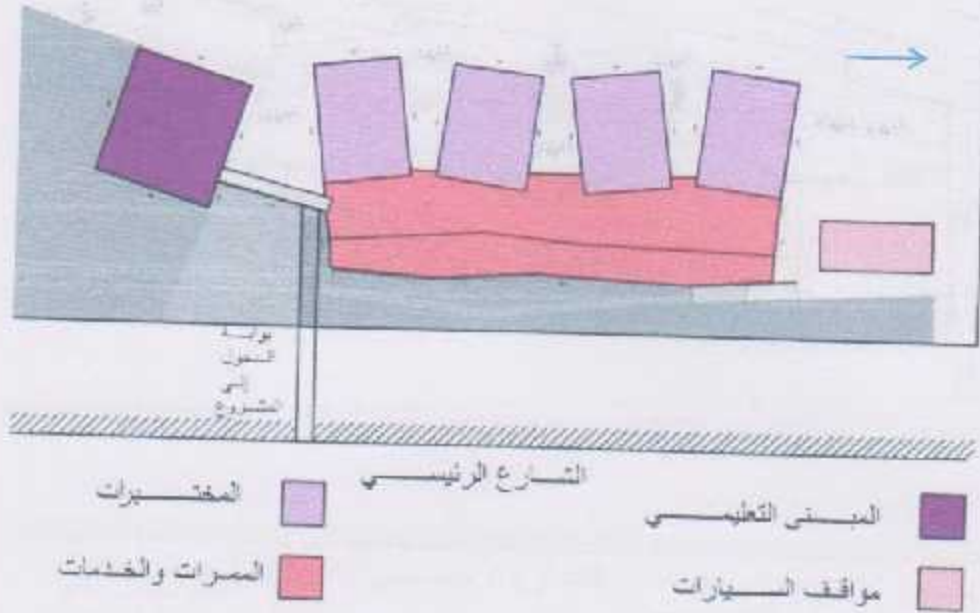 بوابة
الدخول
إلى
المشروع
الشارع الرئيسي
المبنى التعليمي
المختبرات
مواقف السيارات
الممرات والخدمات